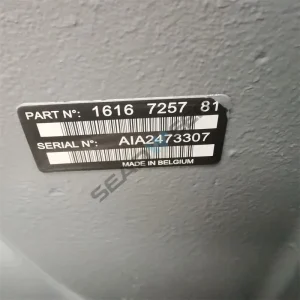 PART Nº: 1616 7257 81
SERIAL Nº: AIA2473307
MADE IN BELGIUM